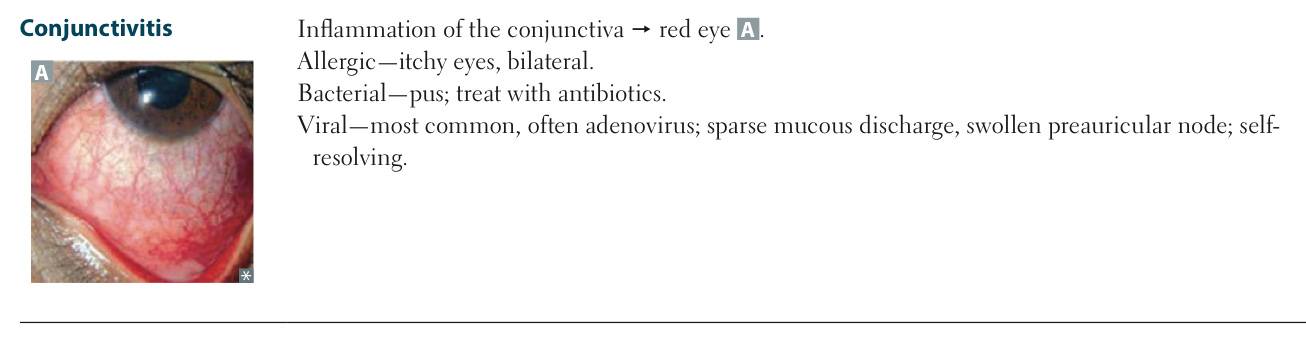 Conjunctivitis
A
*
Inflammation of the conjunctiva → red eye A.
Allergic—itchy eyes, bilateral.
Bacterial—pus; treat with antibiotics.
Viral—most common, often adenovirus; sparse mucous discharge, swollen preauricular node; self-
resolving.